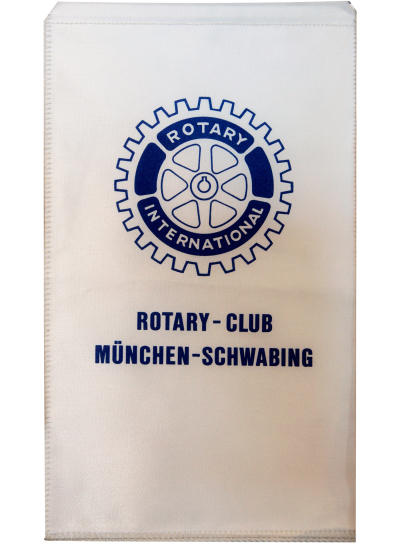 ROTARY
INTERNATIONAL
ROTARY-CLUB
MÜNCHEN-SCHWABING